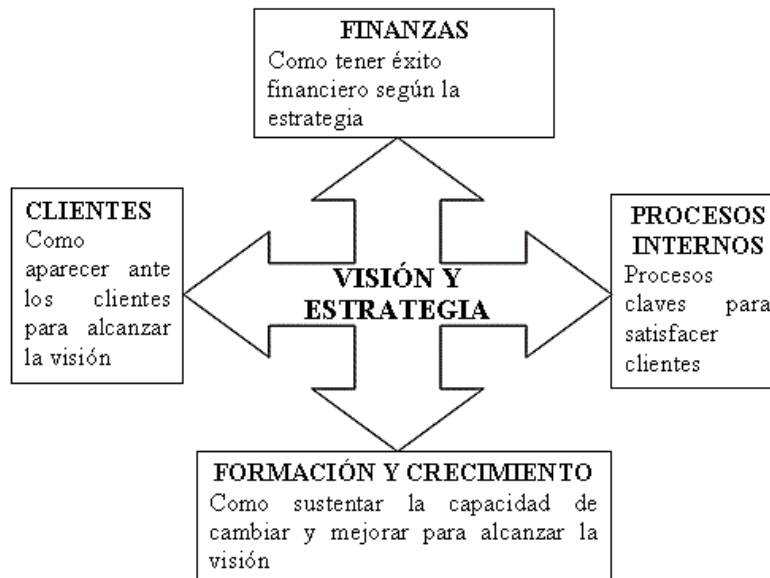 FINANZAS
Como tener éxito
financiero según la
estrategia
CLIENTES
Como
aparecer ante
los clientes
para alcanzar
la visión
VISIÓN Y
ESTRATEGIA
PROCESOS
INTERNOS
Procesos
claves para
satisfacer
clientes
FORMACIÓN Y CRECIMIENTO
Como sustentar la capacidad de
cambiar y mejorar para alcanzar la
visión